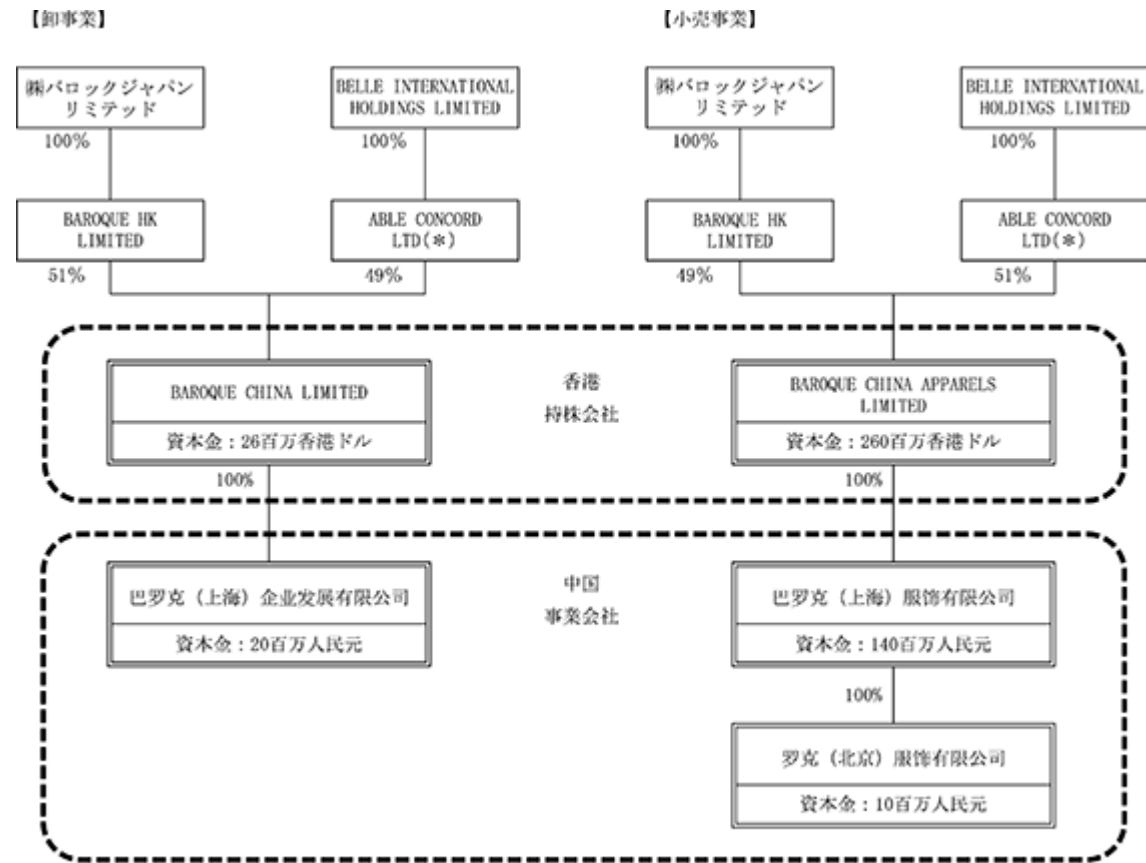 【卸事業】
【小売事業】
㈱バロックジャパン
リミテッド
BELLE INTERNATIONAL
HOLDINGS LIMITED
㈱バロックジャパン
リミテッド
BELLE INTERNATIONAL
HOLDINGS LIMITED
100%
100%
100%
100%
BAROQUE HK
LIMITED
ABLE CONCORD
LTD(*)
BAROQUE HK
LIMITED
ABLE CONCORD
LTD(*)
51%
49%
49%
51%
BAROQUE CHINA LIMITED
資本金：26百万香港ドル
香港
持株会社
BAROQUE CHINA APPARELS
LIMITED
資本金：260百万香港ドル
100%
100%
巴罗克（上海）企业发展有限公司
資本金：20百万人民元
中国
事業会社
巴罗克（上海）服饰有限公司
資本金：140百万人民元
100%
罗克（北京）服饰有限公司
資本金：10百万人民元